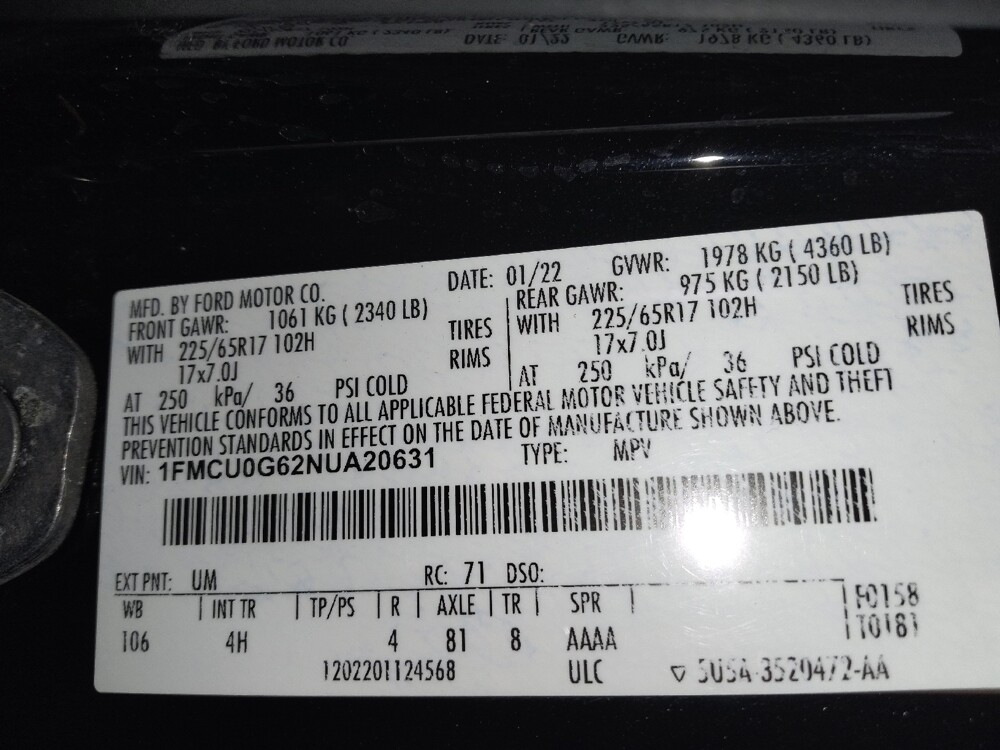 MFD. BY FORD MOTOR CO. DATE: 01/22 GVWR: 1978 KG ( 4360 LB)
FRONT GAWR: 1061 KG ( 2340 LB) REAR GAWR: 975 KG ( 2150 LB)
WITH 225/65R17 102H TIRES WITH 225/65R17 102H TIRES
17x7.0J RIMS 17x7.0J RIMS
AT 250 kPa/ 36 PSI COLD AT 250 kPa/ 36 PSI COLD
THIS VEHICLE CONFORMS TO ALL APPLICABLE FEDERAL MOTOR VEHICLE SAFETY AND THEFT
PREVENTION STANDARDS IN EFFECT ON THE DATE OF MANUFACTURE SHOWN ABOVE.
VIN: 1FMCU0G62NUA20631 TYPE: MPV
EXT PNT: UM RC: 71 DSO:
WB INT TR TP/PS R AXLE TR SPR F0158
106 4H 4 81 8 AAAA T0181
1202201124568 ULC 5U5A-3520472-AA